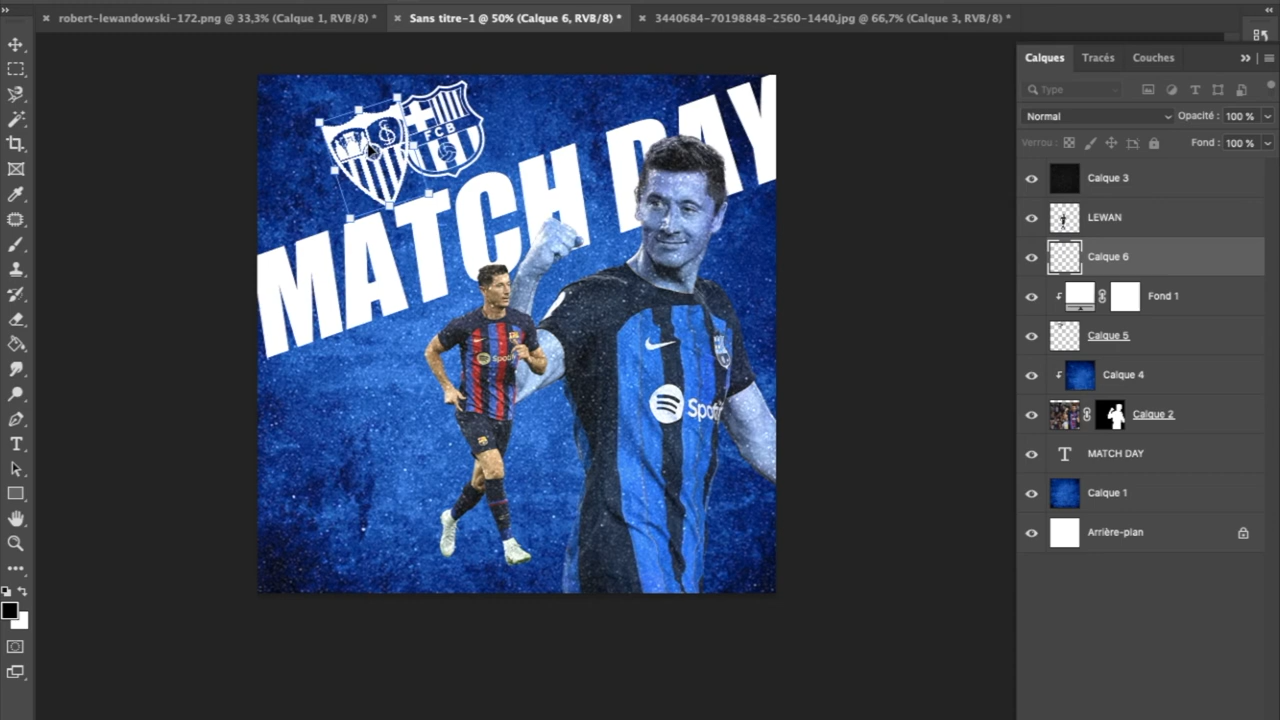 robert-lewandowski-172.png @ 33,3% (Calque 1, RVB/8) *
Sans titre-1 @ 50% (Calque 6, RVB/8) *
3440684-70198848-2560-1440.jpg @ 66,7% (Calque 3, RVB/8) *
Calques
Tracés
Couches
Type
Normal
Opacité : 100 %
Verrou :
Fond : 100 %
Calque 3
LEWAN
Calque 6
Fond 1
Calque 5
Calque 4
Calque 2
MATCH DAY
Calque 1
Arrière-plan
FCB
MATCH DAY
Spotify